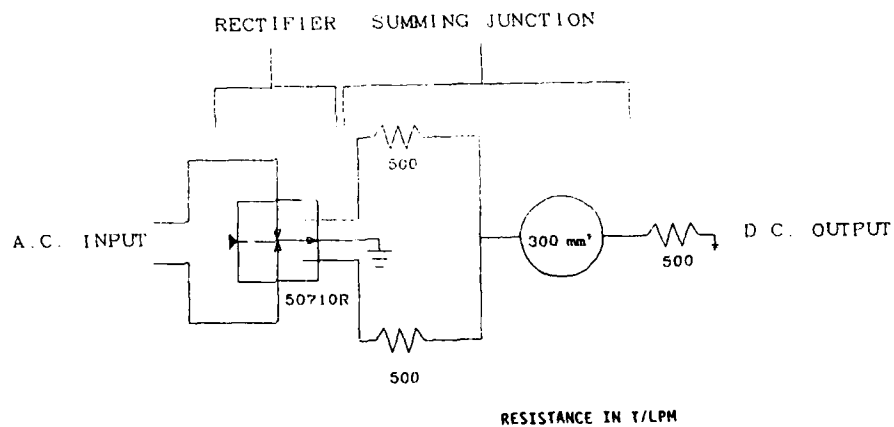 RECTIFIER SUMMING JUNCTION
500
A.C. INPUT
300 mm³
D.C. OUTPUT
500
50710R
500
RESISTANCE IN T/LPM